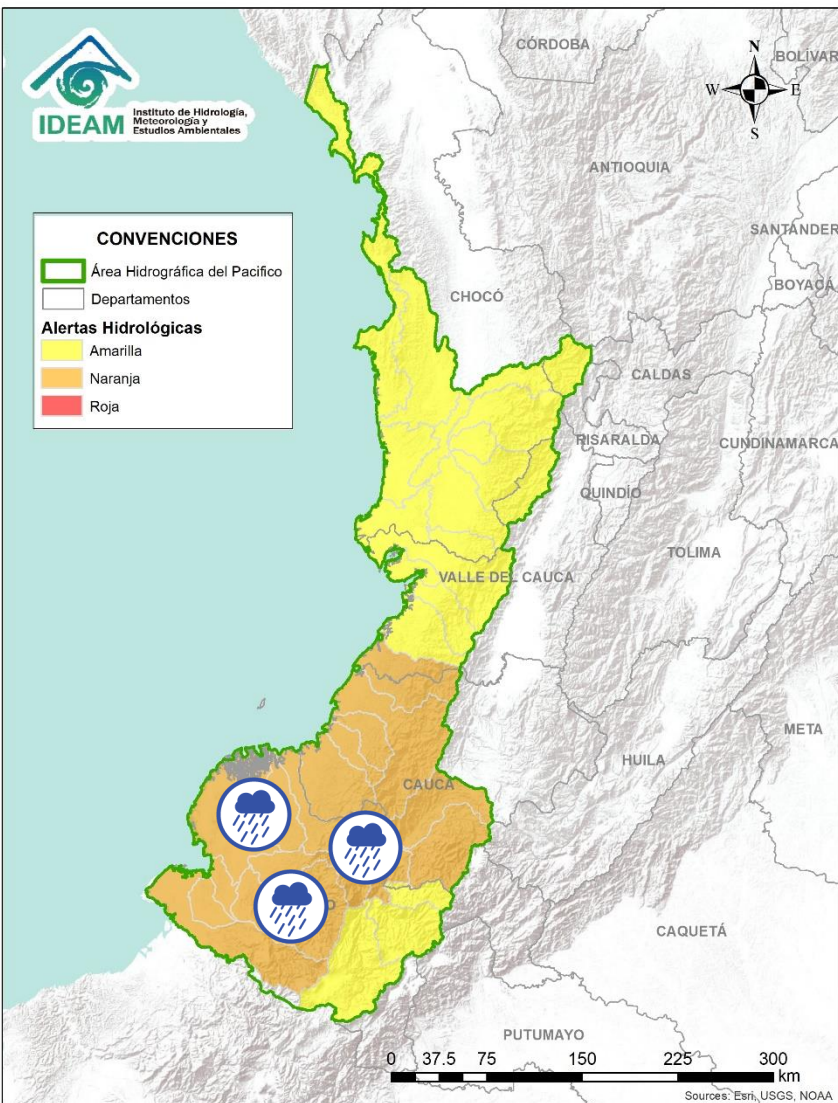 IDEAM
Instituto de Hidrología,
Meteorología y
Estudios Ambientales
CÓRDOBA
BOLÍVAR
N
W
E
S
ANTIOQUIA
SANTANDER
BOYACÁ
CONVENCIONES
Área Hidrográfica del Pacifico
Departamentos
Alertas Hidrológicas
Amarilla
Naranja
Roja
CHOCÓ
CALDAS
RISARALDA
CUNDINAMARCA
QUINDÍO
TOLIMA
VALLE DEL CAUCA
META
HUILA
CAUCA
CAQUETÁ
PUTUMAYO
0 37.5 75 150 225 300
km
Sources: Esri, USGS, NOAA